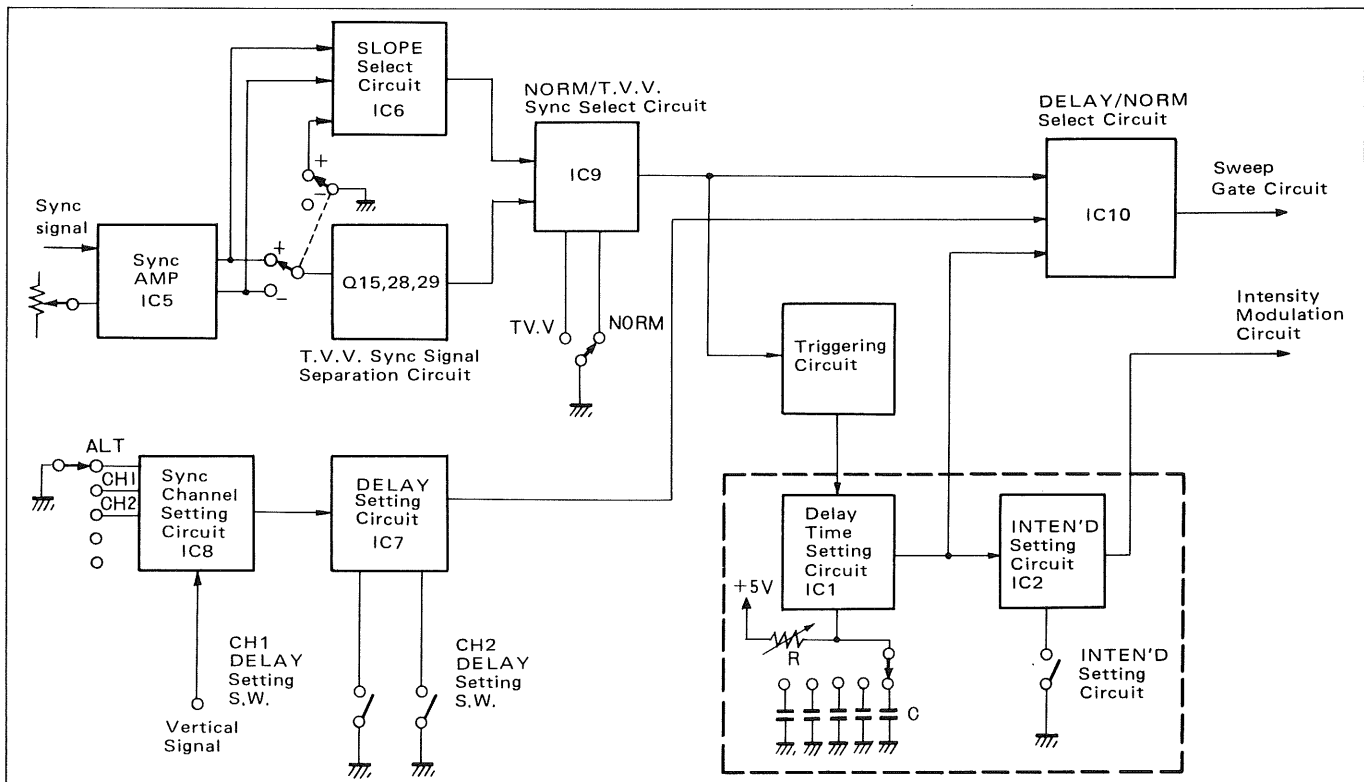 SLOPE
Select
Circuit
IC6
NORM/T.V.V.
Sync Select Circuit
IC9
DELAY/NORM
Select Circuit
IC10
Sweep
Gate Circuit
Intensity
Modulation
Circuit
Sync
signal
Sync
AMP
IC5
+
−
+
−
Q15,28,29
T.V.V. Sync Signal
Separation Circuit
TV.V
NORM
Triggering
Circuit
ALT
CH1
CH2
Sync
Channel
Setting
Circuit
IC8
DELAY
Setting
Circuit
IC7
Vertical
Signal
CH1
DELAY
Setting
S.W.
CH2
DELAY
Setting
S.W.
Delay
Time
Setting
Circuit
IC1
INTEN'D
Setting
Circuit
IC2
+5V
R
C
INTEN'D
Setting
Circuit